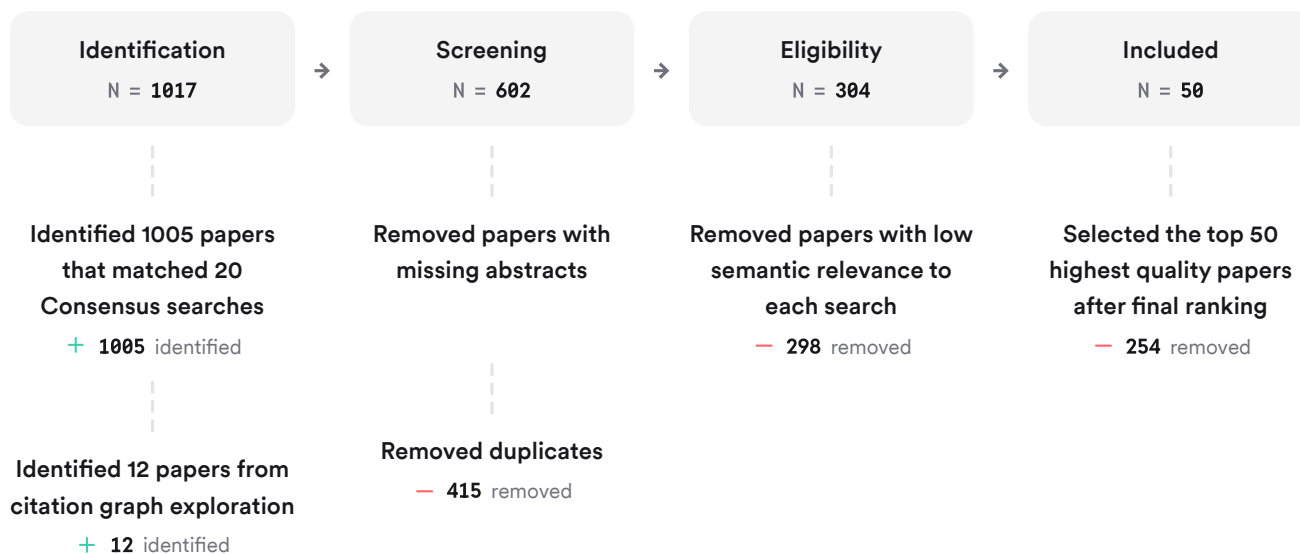 Identification
N = 1017
→
Screening
N = 602
→
Eligibility
N = 304
→
Included
N = 50
Identified 1005 papers
that matched 20
Consensus searches
+ 1005 identified
Identified 12 papers from
citation graph exploration
+ 12 identified
Removed papers with
missing abstracts
Removed duplicates
− 415 removed
Removed papers with low
semantic relevance to
each search
− 298 removed
Selected the top 50
highest quality papers
after final ranking
− 254 removed